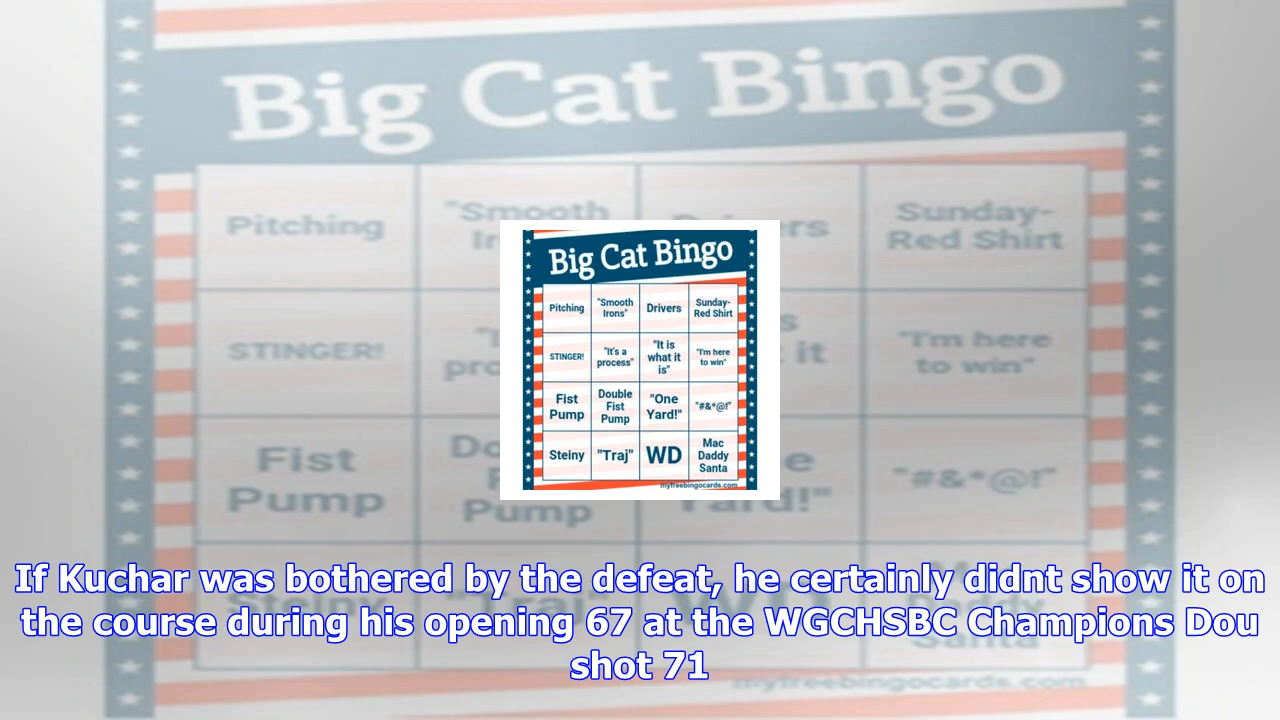 Big Cat Bingo
Pitching "Smooth Irons" Drivers Sunday-Red Shirt
STINGER! "It's a process" "It is what it is" "I'm here to win"
Fist Pump Double Fist Pump "One Yard!" "#&*@!"
Steiny "Traj" WD Mac Daddy Santa
myfreebingocards.com
If Kuchar was bothered by the defeat, he certainly didnt show it on
the course during his opening 67 at the WGCHSBC Champions Dou
shot 71